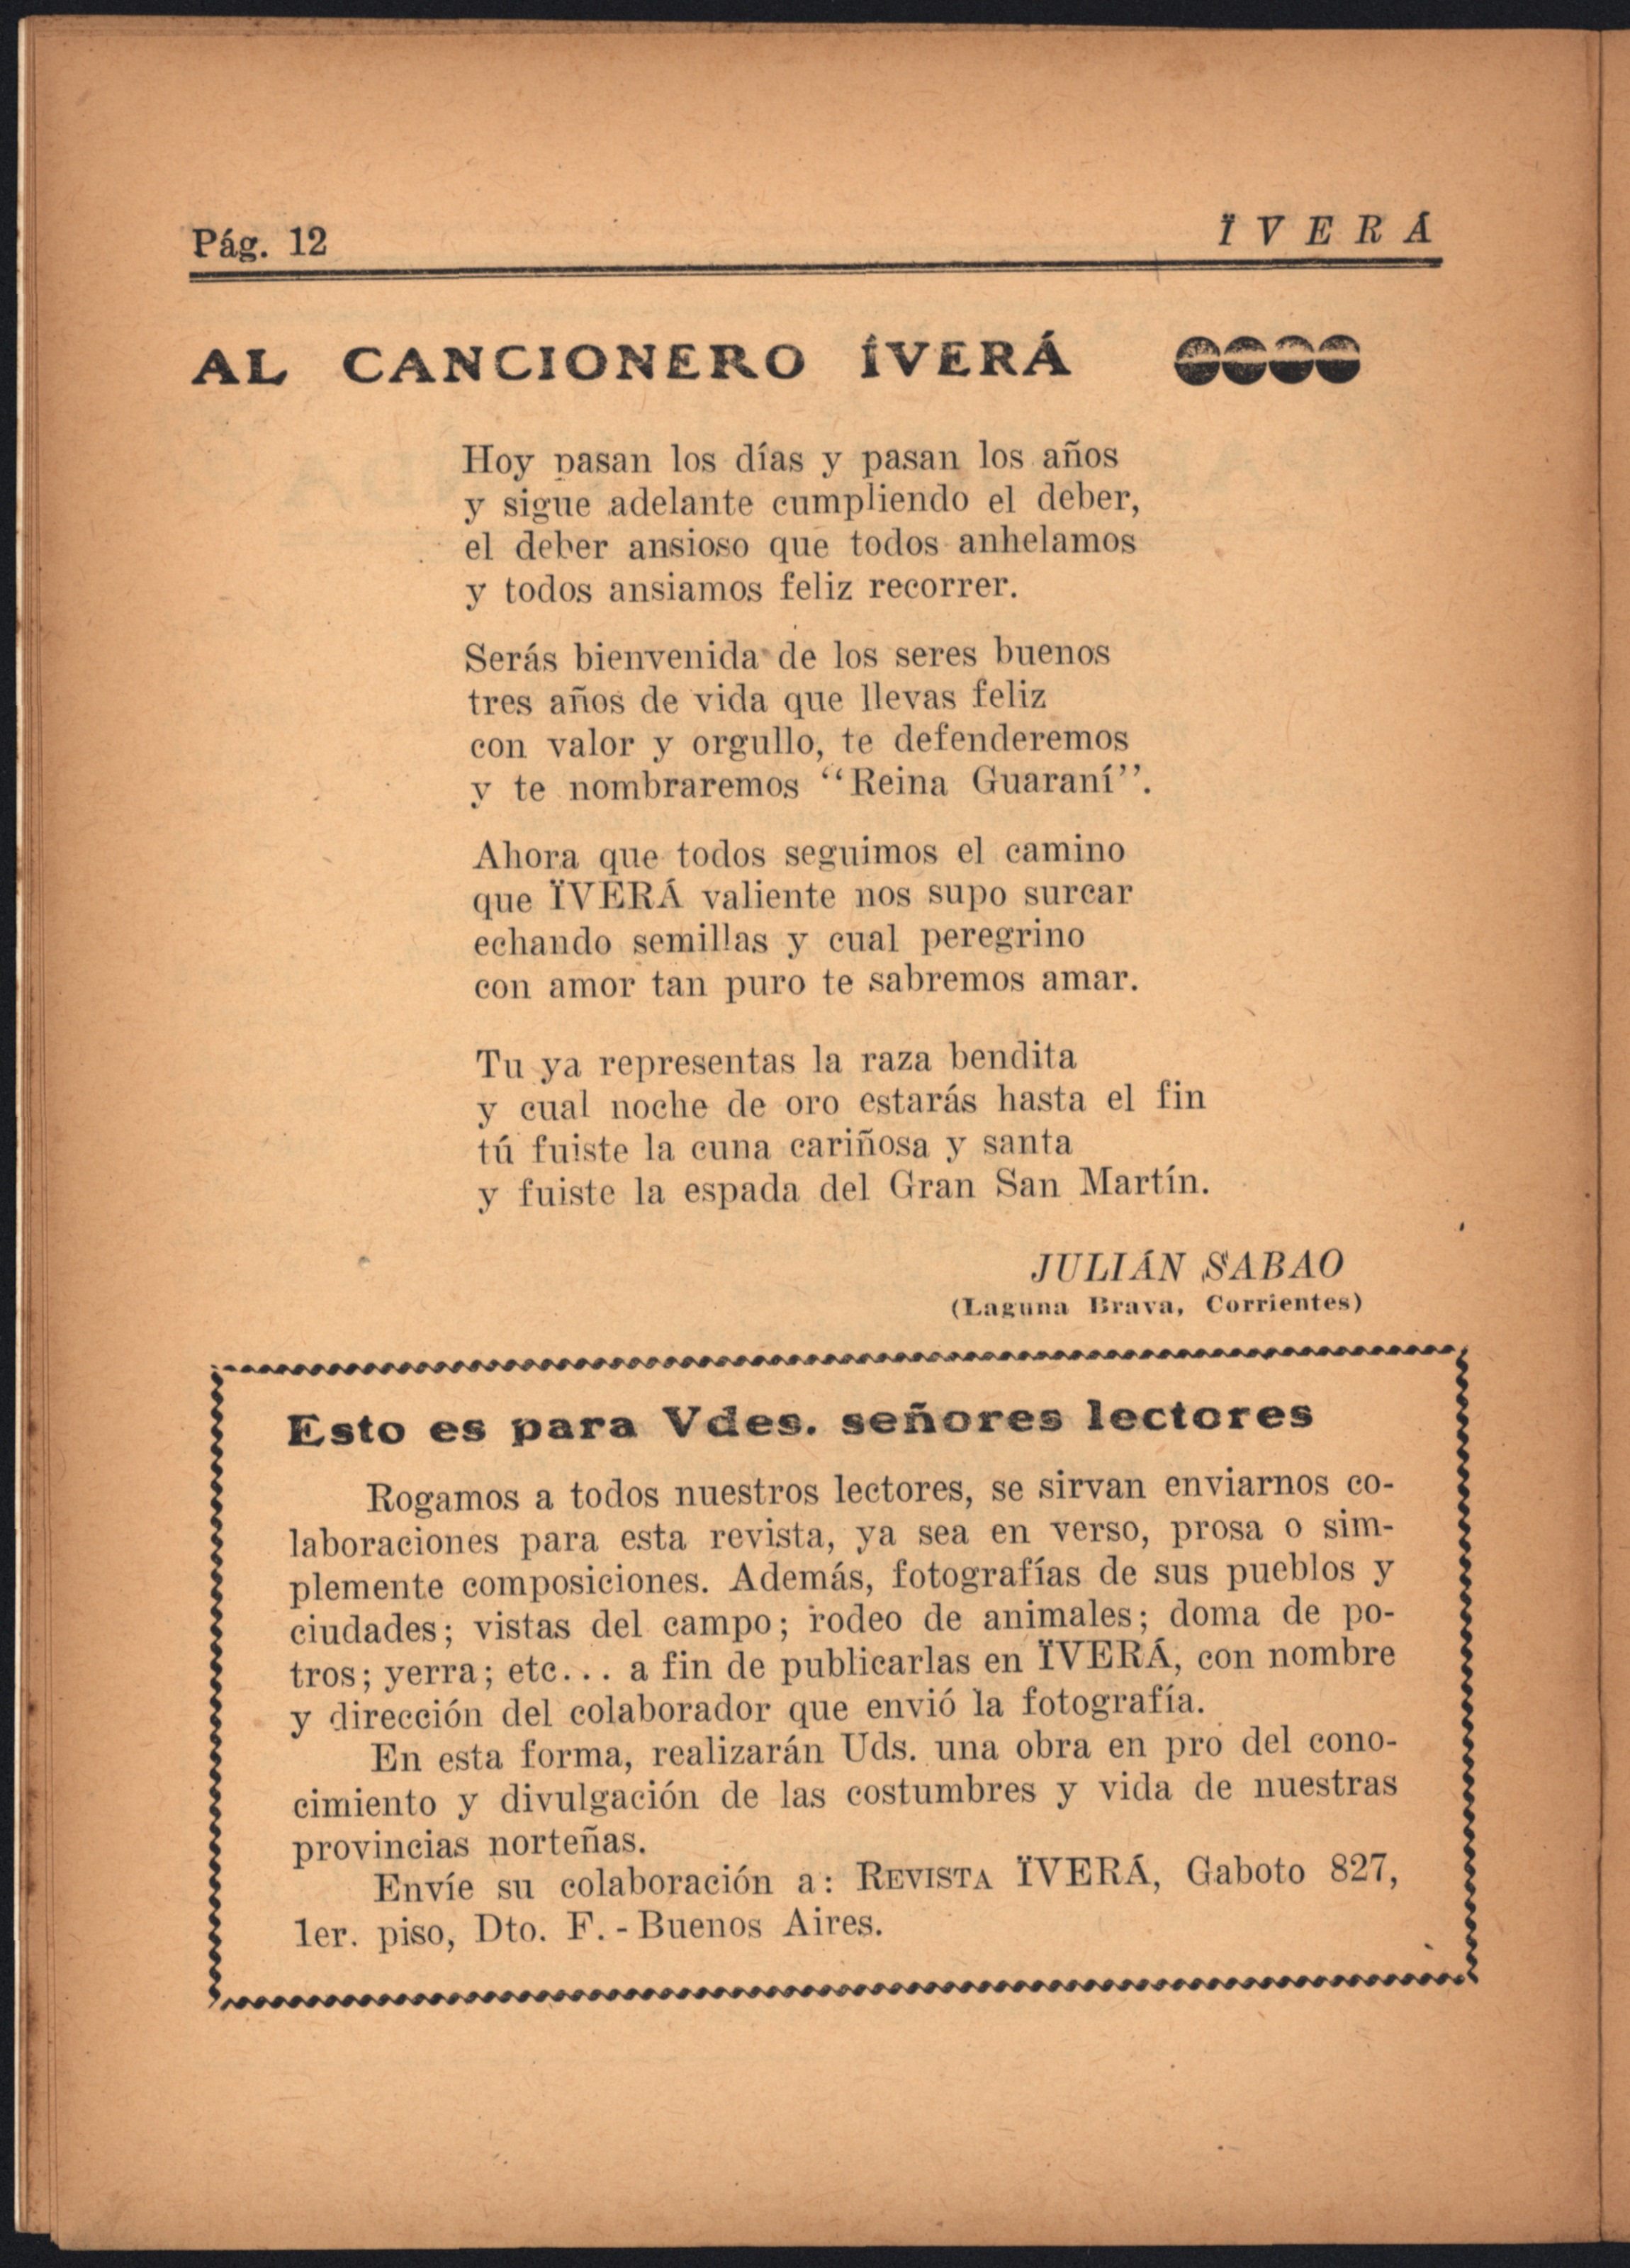 Pág. 12
ÏVERÁ
AL CANCIONERO ÍVERÁ
Hoy pasan los días y pasan los años
y sigue adelante cumpliendo el deber,
el deber ansioso que todos anhelamos
y todos ansiamos feliz recorrer.
Serás bienvenida de los seres buenos
tres años de vida que llevas feliz
con valor y orgullo, te defenderemos
y te nombraremos “Reina Guaraní”.
Ahora que todos seguimos el camino
que ÏVERÁ valiente nos supo surcar
echando semillas y cual peregrino
con amor tan puro te sabremos amar.
Tu ya representas la raza bendita
y cual noche de oro estarás hasta el fin
tú fuiste la cuna cariñosa y santa
y fuiste la espada del Gran San Martín.
JULIÁN SABAO
(Laguna Brava, Corrientes)
Esto es para Vdes. señores lectores
Rogamos a todos nuestros lectores, se sirvan enviarnos co-
laboraciones para esta revista, ya sea en verso, prosa o sim-
plemente composiciones. Además, fotografías de sus pueblos y
ciudades; vistas del campo; rodeo de animales; doma de po-
tros; yerra; etc... a fin de publicarlas en ÏVERÁ, con nombre
y dirección del colaborador que envió la fotografía.
En esta forma, realizarán Uds. una obra en pro del cono-
cimiento y divulgación de las costumbres y vida de nuestras
provincias norteñas.
Envíe su colaboración a: REVISTA ÏVERÁ, Gaboto 827,
1er. piso, Dto. F. - Buenos Aires.